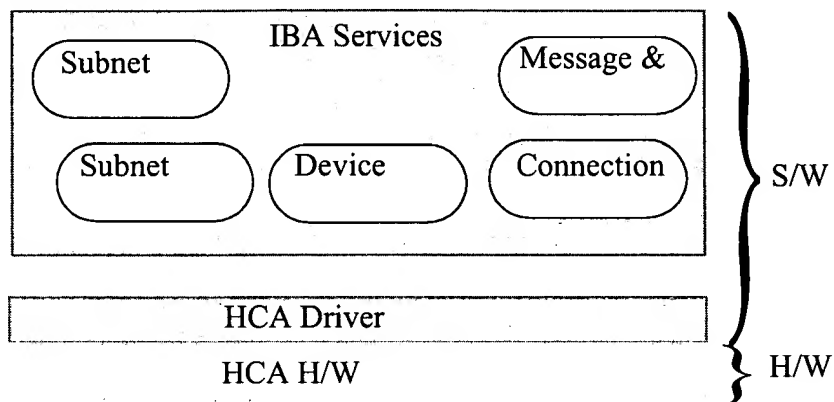 IBA Services
Subnet
Message &
Subnet
Device
Connection
S/W
HCA Driver
HCA H/W
H/W